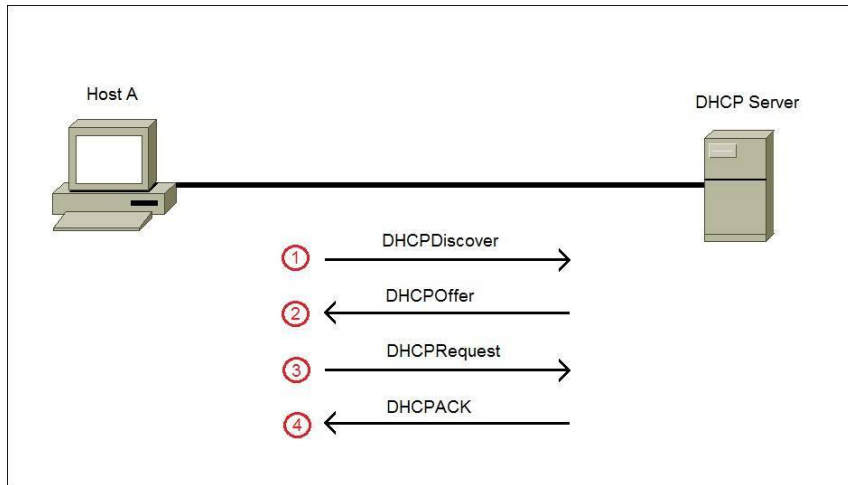 Host A
DHCP Server
1 DHCPDiscover
2 DHCPOffer
3 DHCPRequest
4 DHCPACK